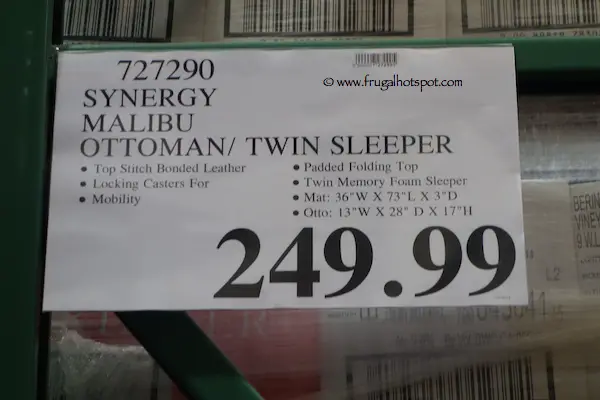 727290
© www.frugalhotspot.com
SYNERGY
MALIBU
OTTOMAN/ TWIN SLEEPER
• Top Stitch Bonded Leather
• Locking Casters For
• Mobility
• Padded Folding Top
• Twin Memory Foam Sleeper
• Mat: 36"W X 73"L X 3"D
• Otto: 13"W X 28" D X 17"H
249.99
L2